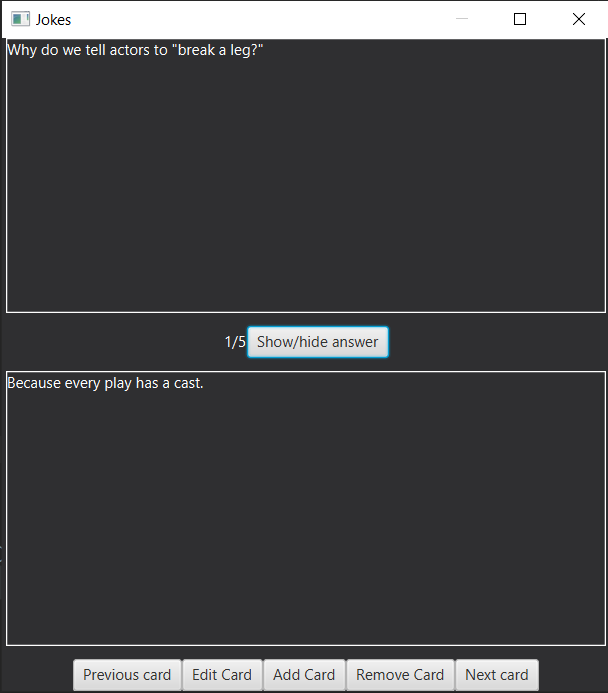 Jokes
Why do we tell actors to "break a leg?"
1/5 Show/hide answer
Because every play has a cast.
Previous card Edit Card Add Card Remove Card Next card